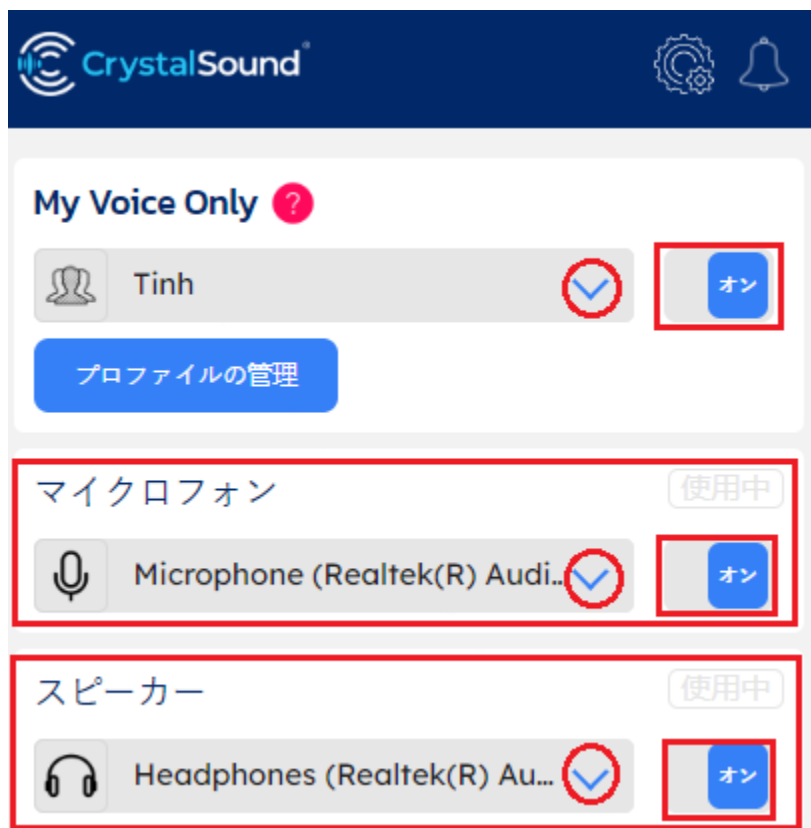 CrystalSound®
My Voice Only ?
Tinh オン
プロファイルの管理
マイクロフォン 使用中
Microphone (Realtek(R) Audi... オン
スピーカー 使用中
Headphones (Realtek(R) Au... オン